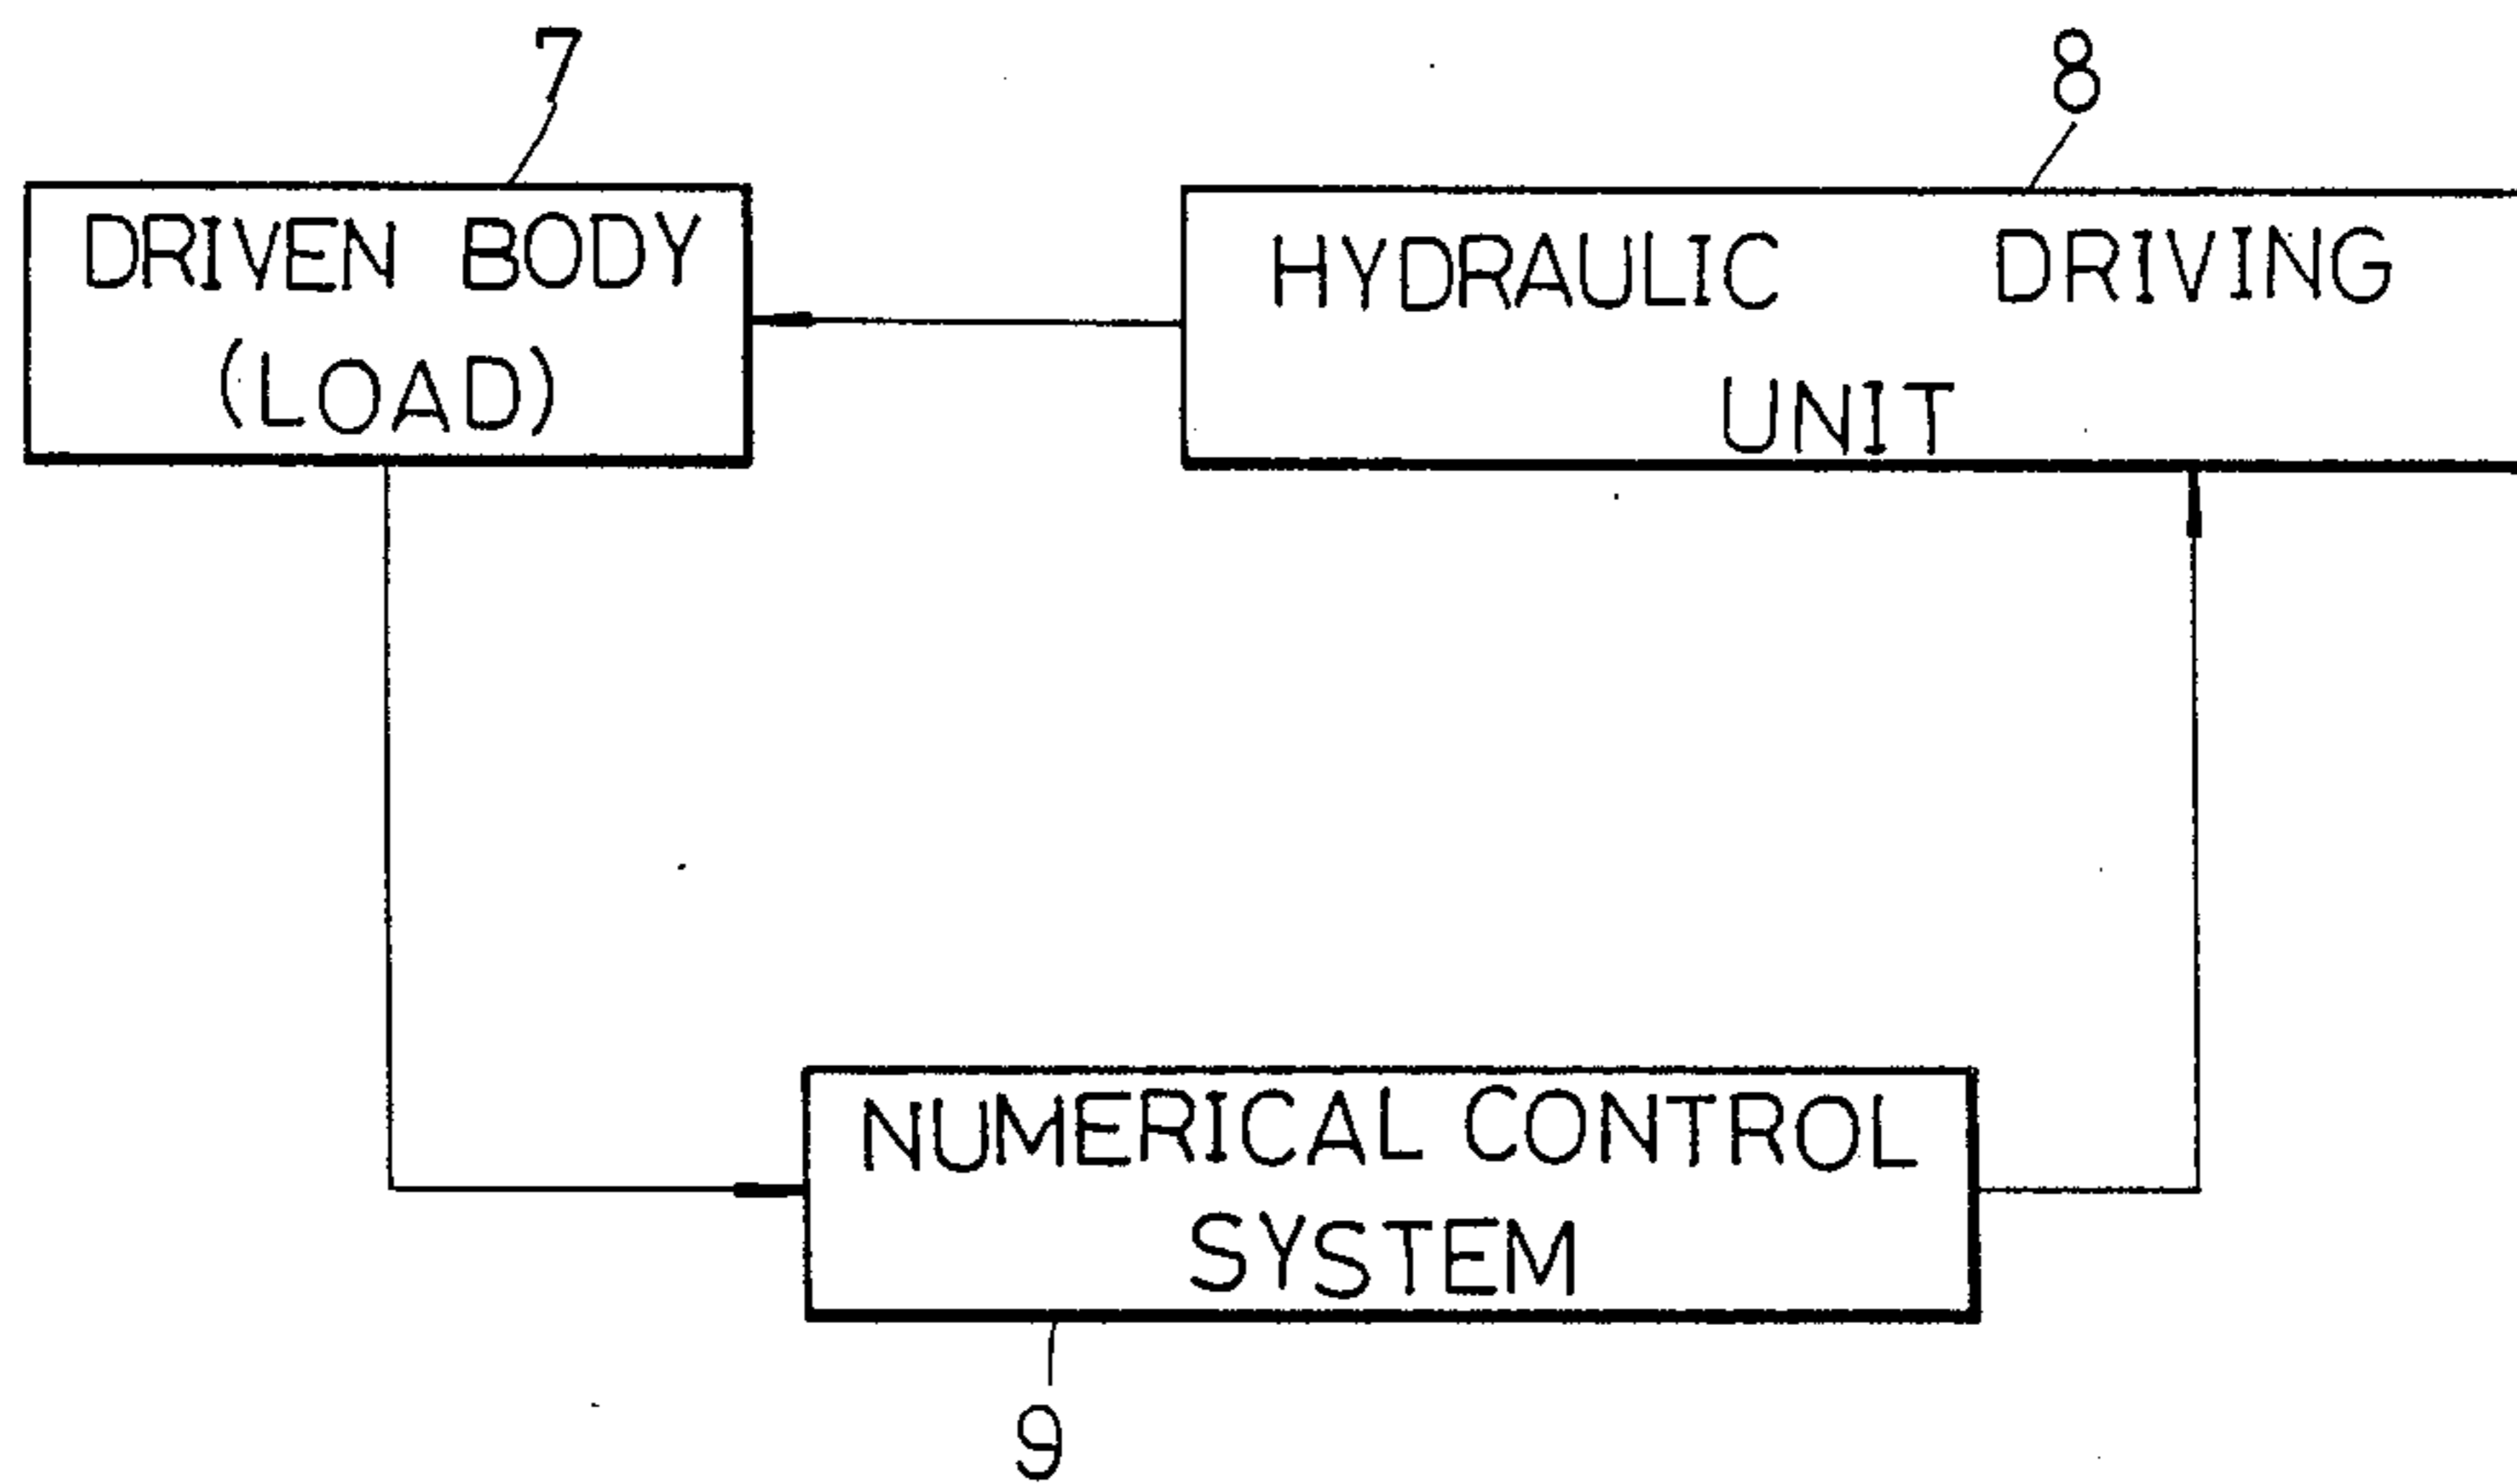 7
8
DRIVEN BODY
(LOAD)
HYDRAULIC DRIVING
UNIT
NUMERICAL CONTROL
SYSTEM
9